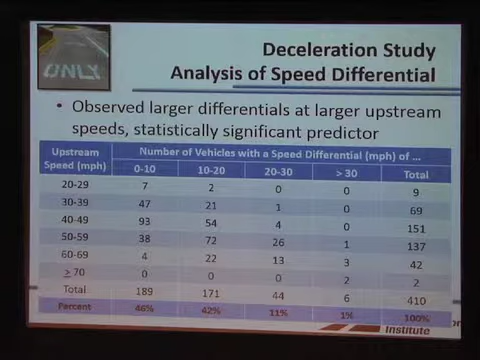 ONLY
Deceleration Study
Analysis of Speed Differential
• Observed larger differentials at larger upstream
speeds, statistically significant predictor
Upstream Speed (mph) Number of Vehicles with a Speed Differential (mph) of ...
0-10 10-20 20-30 > 30 Total
20-29 7 2 0 0 9
30-39 47 21 1 0 69
40-49 93 54 4 0 151
50-59 38 72 26 1 137
60-69 4 22 13 3 42
≥ 70 0 0 0 2 2
Total 189 171 44 6 410
Percent 46% 42% 11% 1% 100%
Institute